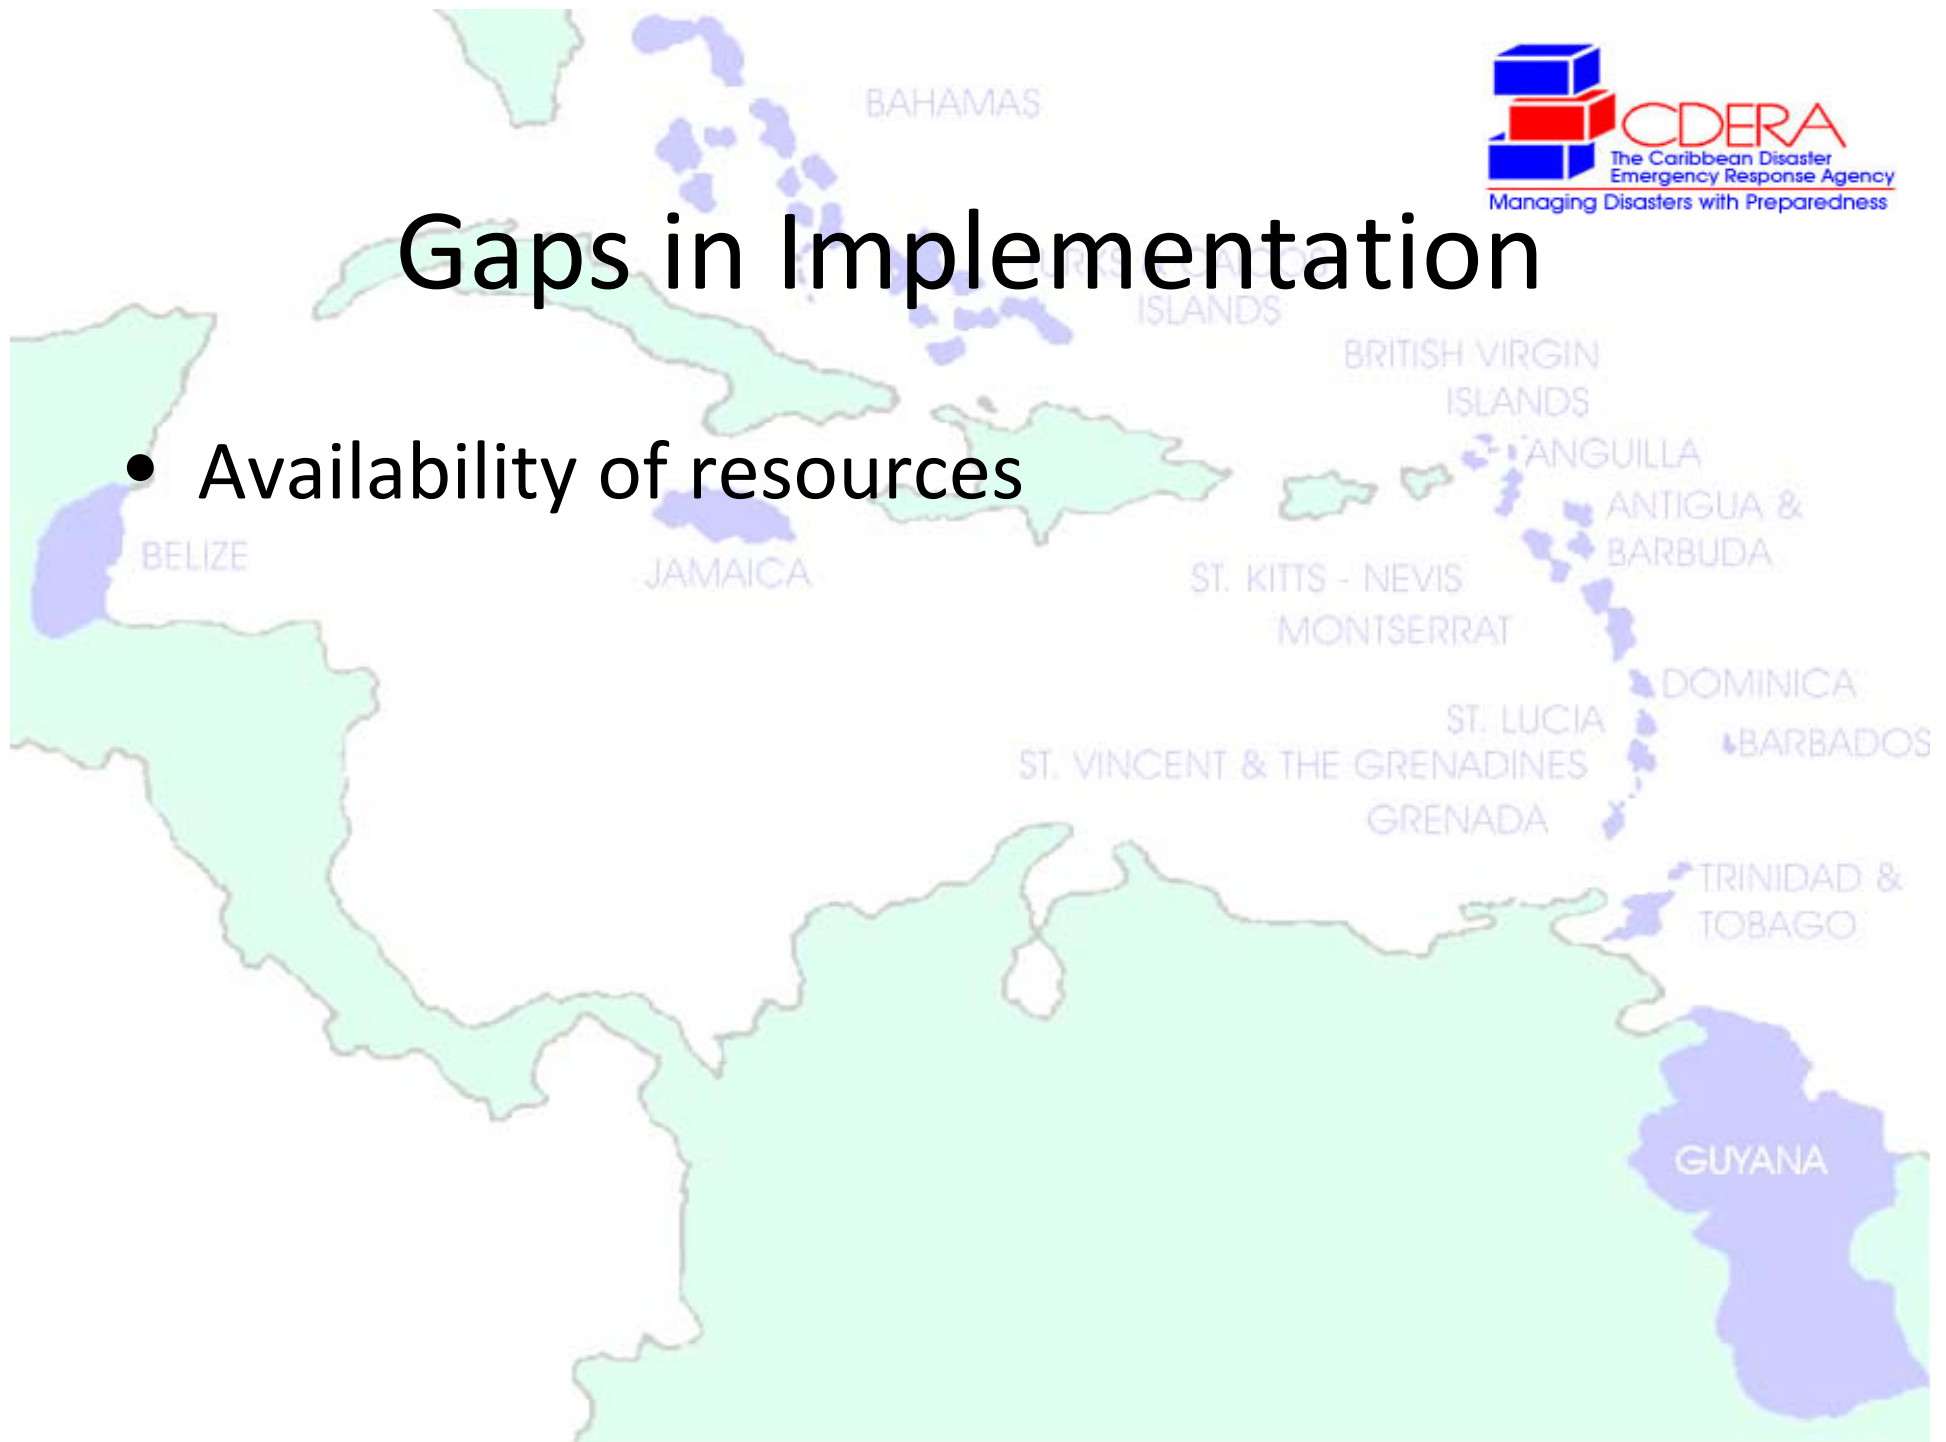 BAHAMAS
CDERA
The Caribbean Disaster
Emergency Response Agency
Managing Disasters with Preparedness
Gaps in Implementation
TURKS & CAICOS
ISLANDS
BRITISH VIRGIN
ISLANDS
• Availability of resources
ANGUILLA
ANTIGUA &
BARBUDA
BELIZE
JAMAICA
ST. KITTS - NEVIS
MONTSERRAT
DOMINICA
ST. LUCIA
BARBADOS
ST. VINCENT & THE GRENADINES
GRENADA
TRINIDAD &
TOBAGO
GUYANA